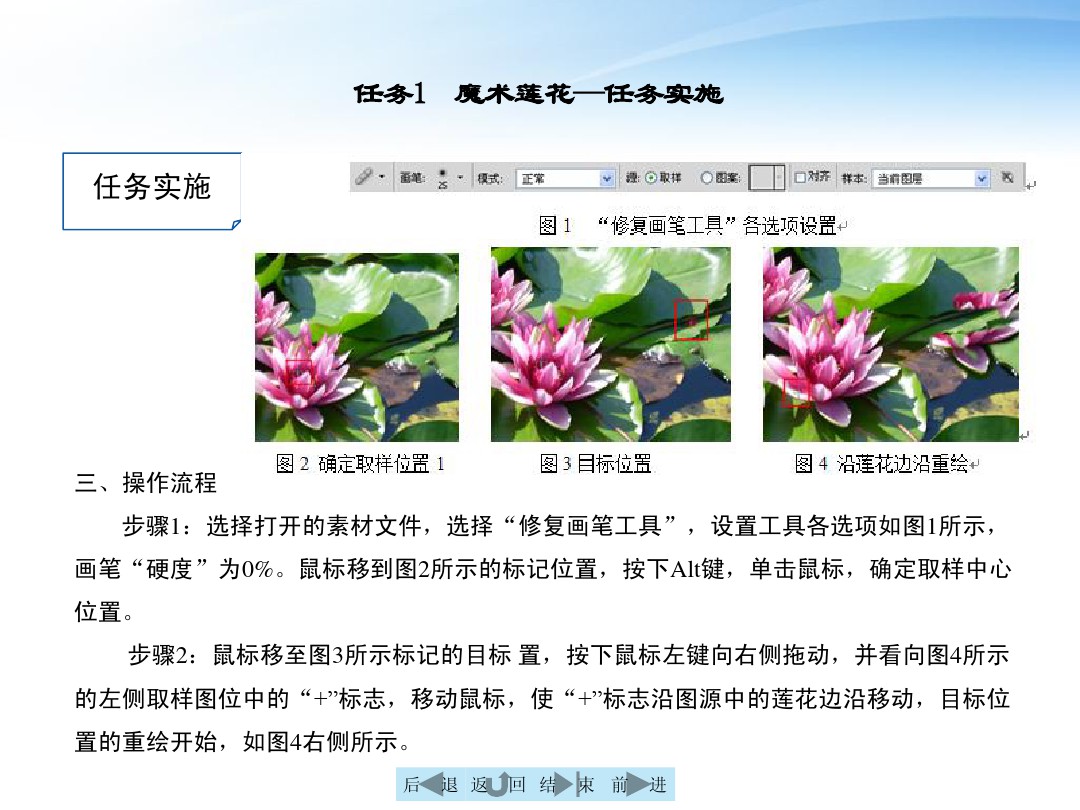 任务1 魔术莲花—任务实施
任务实施
画笔: 25 模式: 正常 源: 取样 图案: 对齐 样本: 当前图层
图 1 “修复画笔工具”各选项设置
图 2 确定取样位置 1
图 3 目标位置
图 4 沿莲花边沿重绘
三、操作流程
步骤1：选择打开的素材文件，选择“修复画笔工具”，设置工具各选项如图1所示，
画笔“硬度”为0%。鼠标移到图2所示的标记位置，按下Alt键，单击鼠标，确定取样中心
位置。
步骤2：鼠标移至图3所示标记的目标 置，按下鼠标左键向右侧拖动，并看向图4所示
的左侧取样图位中的“+”标志，移动鼠标，使“+”标志沿图源中的莲花边沿移动，目标位
置的重绘开始，如图4右侧所示。
后退 返回 结束 前进